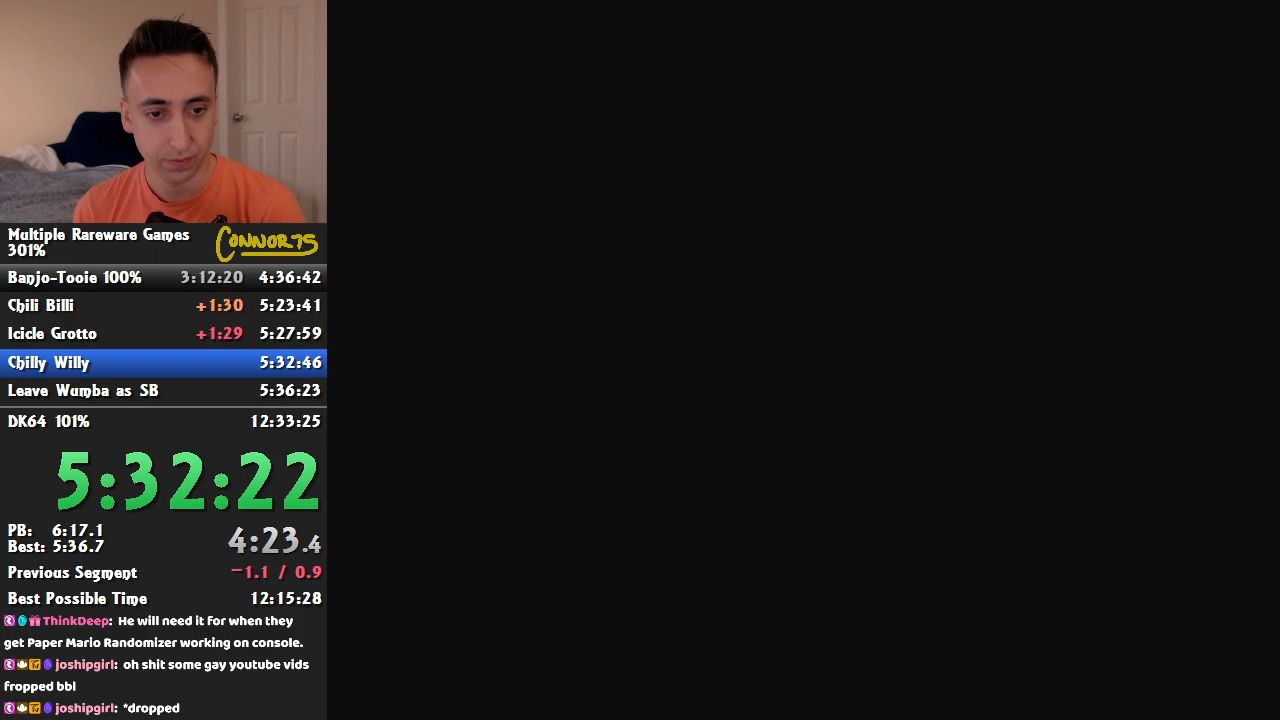 Multiple Rareware Games
301%
CONNOR75
Banjo-Tooie 100% 3:12:20 4:36:42
Chili Billi +1:30 5:23:41
Icicle Grotto +1:29 5:27:59
Chilly Willy 5:32:46
Leave Wumba as SB 5:36:23
DK64 101% 12:33:25
5:32:22
PB: 6:17.1
Best: 5:36.7
4:23.4
Previous Segment -1.1 / 0.9
Best Possible Time 12:15:28
ThinkDeep: He will need it for when they
get Paper Mario Randomizer working on console.
joshipgirl: oh shit some gay youtube vids
fropped bbl
joshipgirl: *dropped